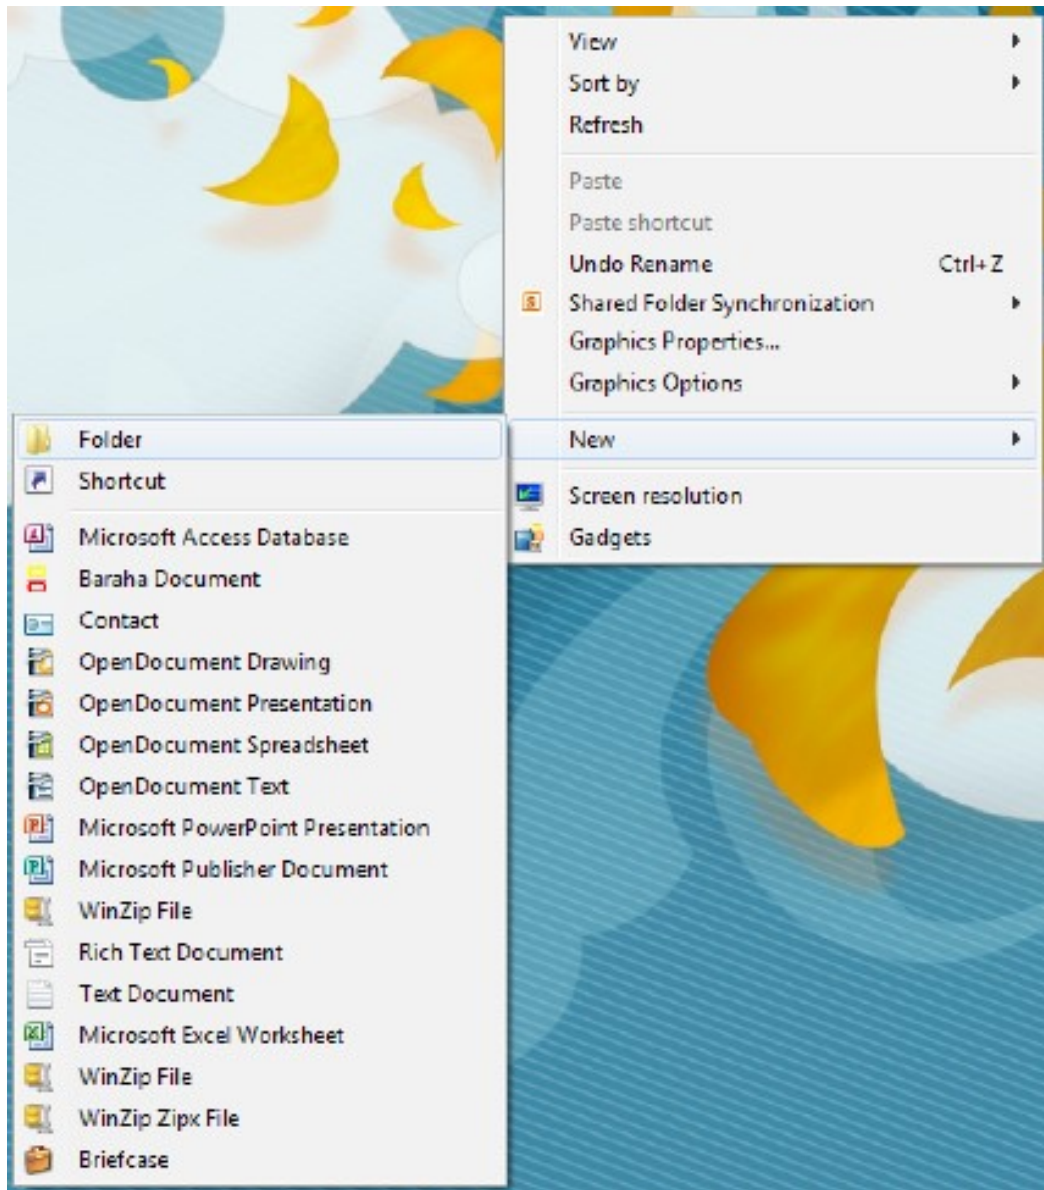 View
Sort by
Refresh
Paste
Paste shortcut
Undo Rename Ctrl+Z
Shared Folder Synchronization
Graphics Properties...
Graphics Options
New
Screen resolution
Gadgets
Folder
Shortcut
Microsoft Access Database
Baraha Document
Contact
OpenDocument Drawing
OpenDocument Presentation
OpenDocument Spreadsheet
OpenDocument Text
Microsoft PowerPoint Presentation
Microsoft Publisher Document
WinZip File
Rich Text Document
Text Document
Microsoft Excel Worksheet
WinZip File
WinZip Zipx File
Briefcase